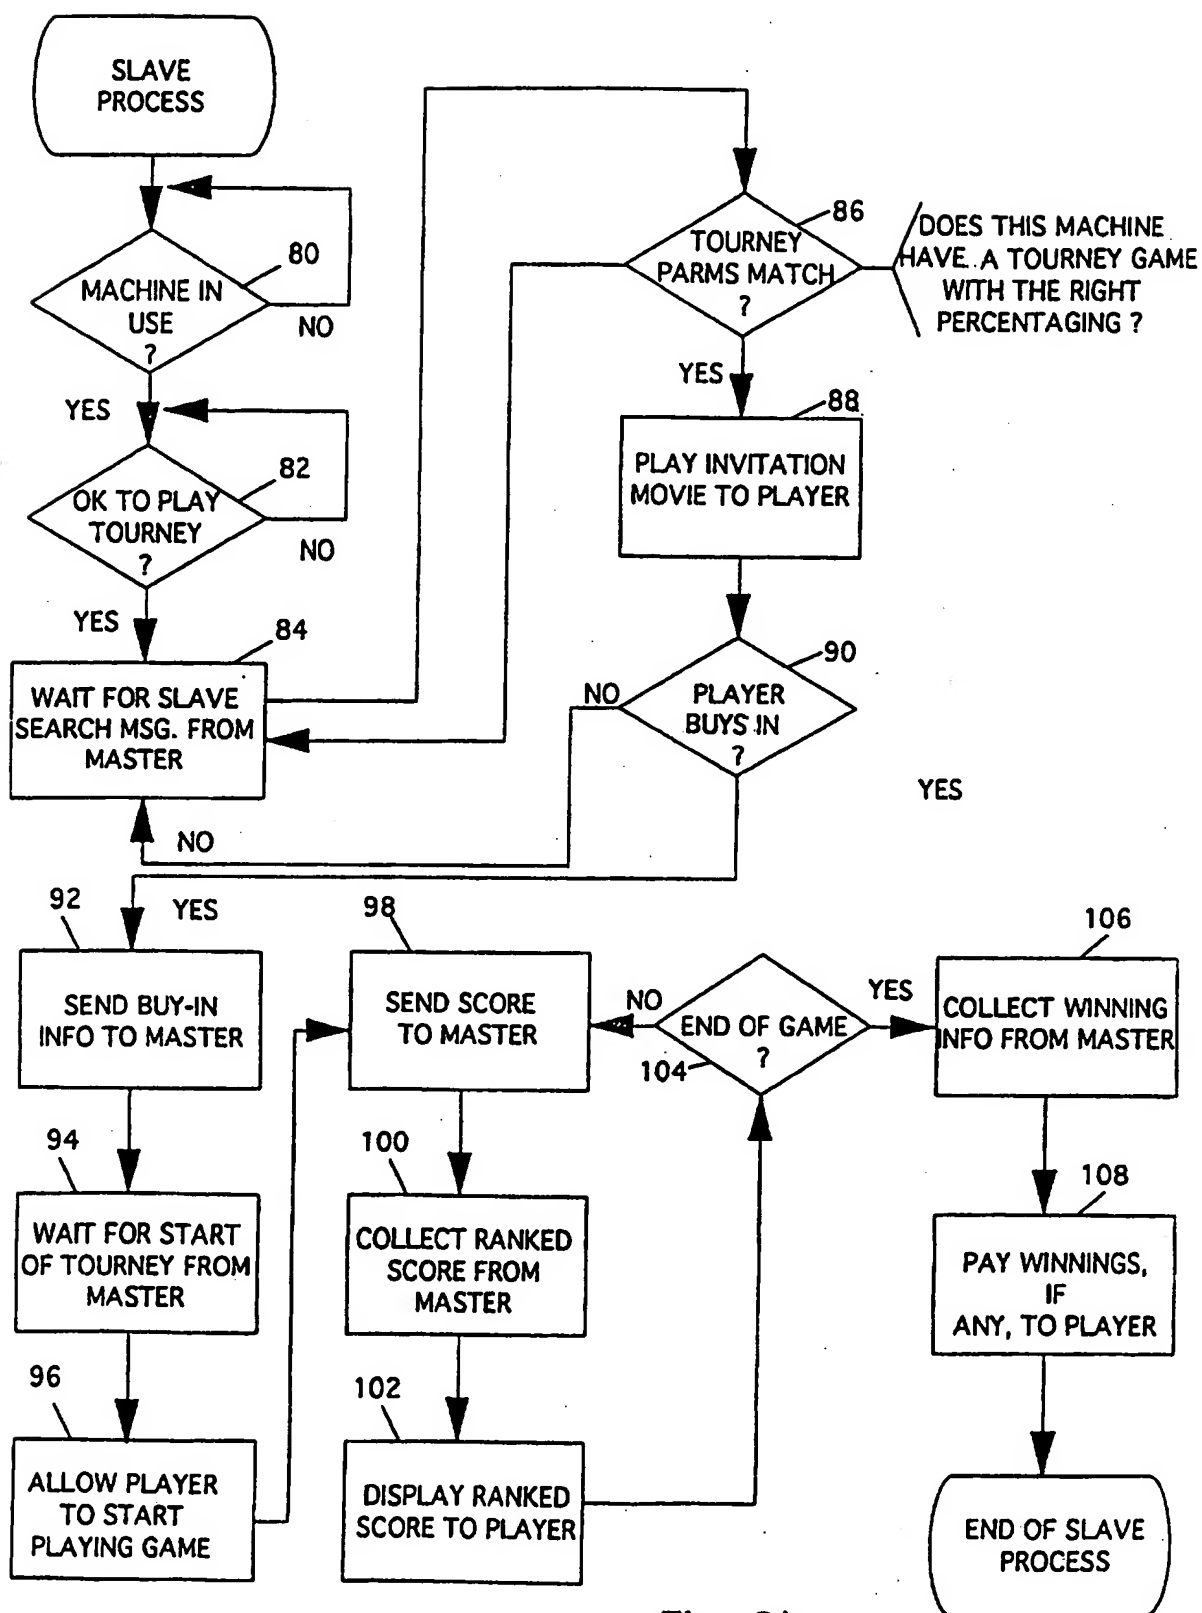 SLAVE
PROCESS
80
MACHINE IN
USE
?
NO
YES
82
OK TO PLAY
TOURNEY
?
NO
YES
84
WAIT FOR SLAVE
SEARCH MSG. FROM
MASTER
NO
86
TOURNEY
PARMS MATCH
?
DOES THIS MACHINE
HAVE A TOURNEY GAME
WITH THE RIGHT
PERCENTAGING ?
YES
88
PLAY INVITATION
MOVIE TO PLAYER
90
NO
PLAYER
BUYS IN
?
YES
YES
92
SEND BUY-IN
INFO TO MASTER
94
WAIT FOR START
OF TOURNEY FROM
MASTER
96
ALLOW PLAYER
TO START
PLAYING GAME
98
SEND SCORE
TO MASTER
100
COLLECT RANKED
SCORE FROM
MASTER
102
DISPLAY RANKED
SCORE TO PLAYER
NO
END OF GAME
?
104
YES
106
COLLECT WINNING
INFO FROM MASTER
108
PAY WINNINGS,
IF
ANY, TO PLAYER
END OF SLAVE
PROCESS